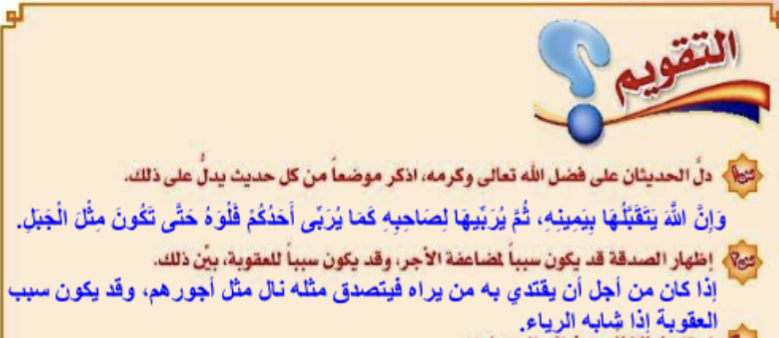 التقويم
س١ دلَّ الحديثان على فضل الله تعالى وكرمه، اذكر موضعاً من كل حديث يدلُّ على ذلك.
وَإِنَّ اللَّهَ يَتَقَبَّلُهَا بِيَمِينِهِ، ثُمَّ يُرَبِّيهَا لِصَاحِبِهِ كَمَا يُرَبِّى أَحَدُكُمْ فَلُوَّهُ حَتَّى تَكُونَ مِثْلَ الْجَبَلِ.
س٢ إظهار الصدقة قد يكون سبباً لمضاعفة الأجر، وقد يكون سبباً للعقوبة، بيِّن ذلك.
إذا كان من أجل أن يقتدي به من يراه فيتصدق مثله نال مثل أجورهم، وقد يكون سبب
العقوبة إذا شابه الرياء.